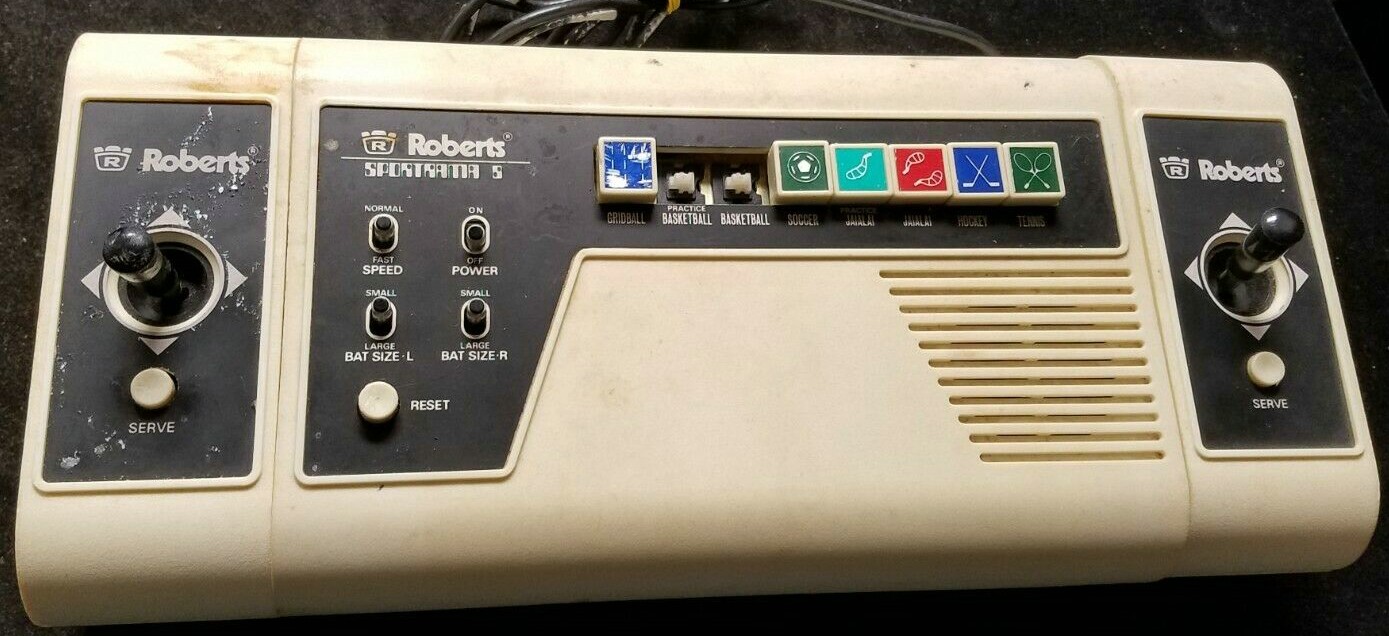 R Roberts®
SERVE
R Roberts®
SPORTRAMA 8
NORMAL
FAST
SPEED
ON
OFF
POWER
SMALL
LARGE
BAT SIZE·L
SMALL
LARGE
BAT SIZE·R
RESET
GRIDBALL
PRACTICE
BASKETBALL
BASKETBALL
SOCCER
PRACTICE
JAIALAI
JAIALAI
HOCKEY
TENNIS
R Roberts®
SERVE